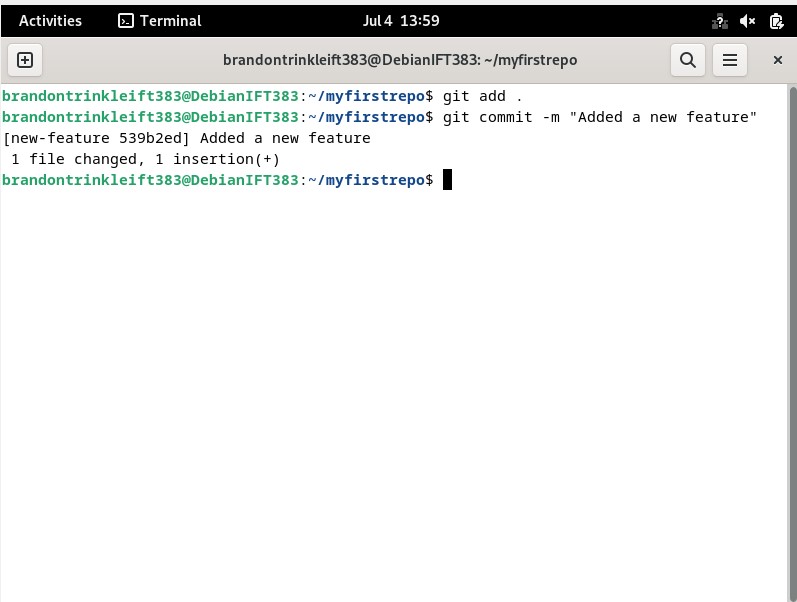 Activities Terminal Jul 4 13:59
brandontrinkleift383@DebianIFT383: ~/myfirstrepo
brandontrinkleift383@DebianIFT383:~/myfirstrepo$ git add .
brandontrinkleift383@DebianIFT383:~/myfirstrepo$ git commit -m "Added a new feature"
[new-feature 539b2ed] Added a new feature
 1 file changed, 1 insertion(+)
brandontrinkleift383@DebianIFT383:~/myfirstrepo$